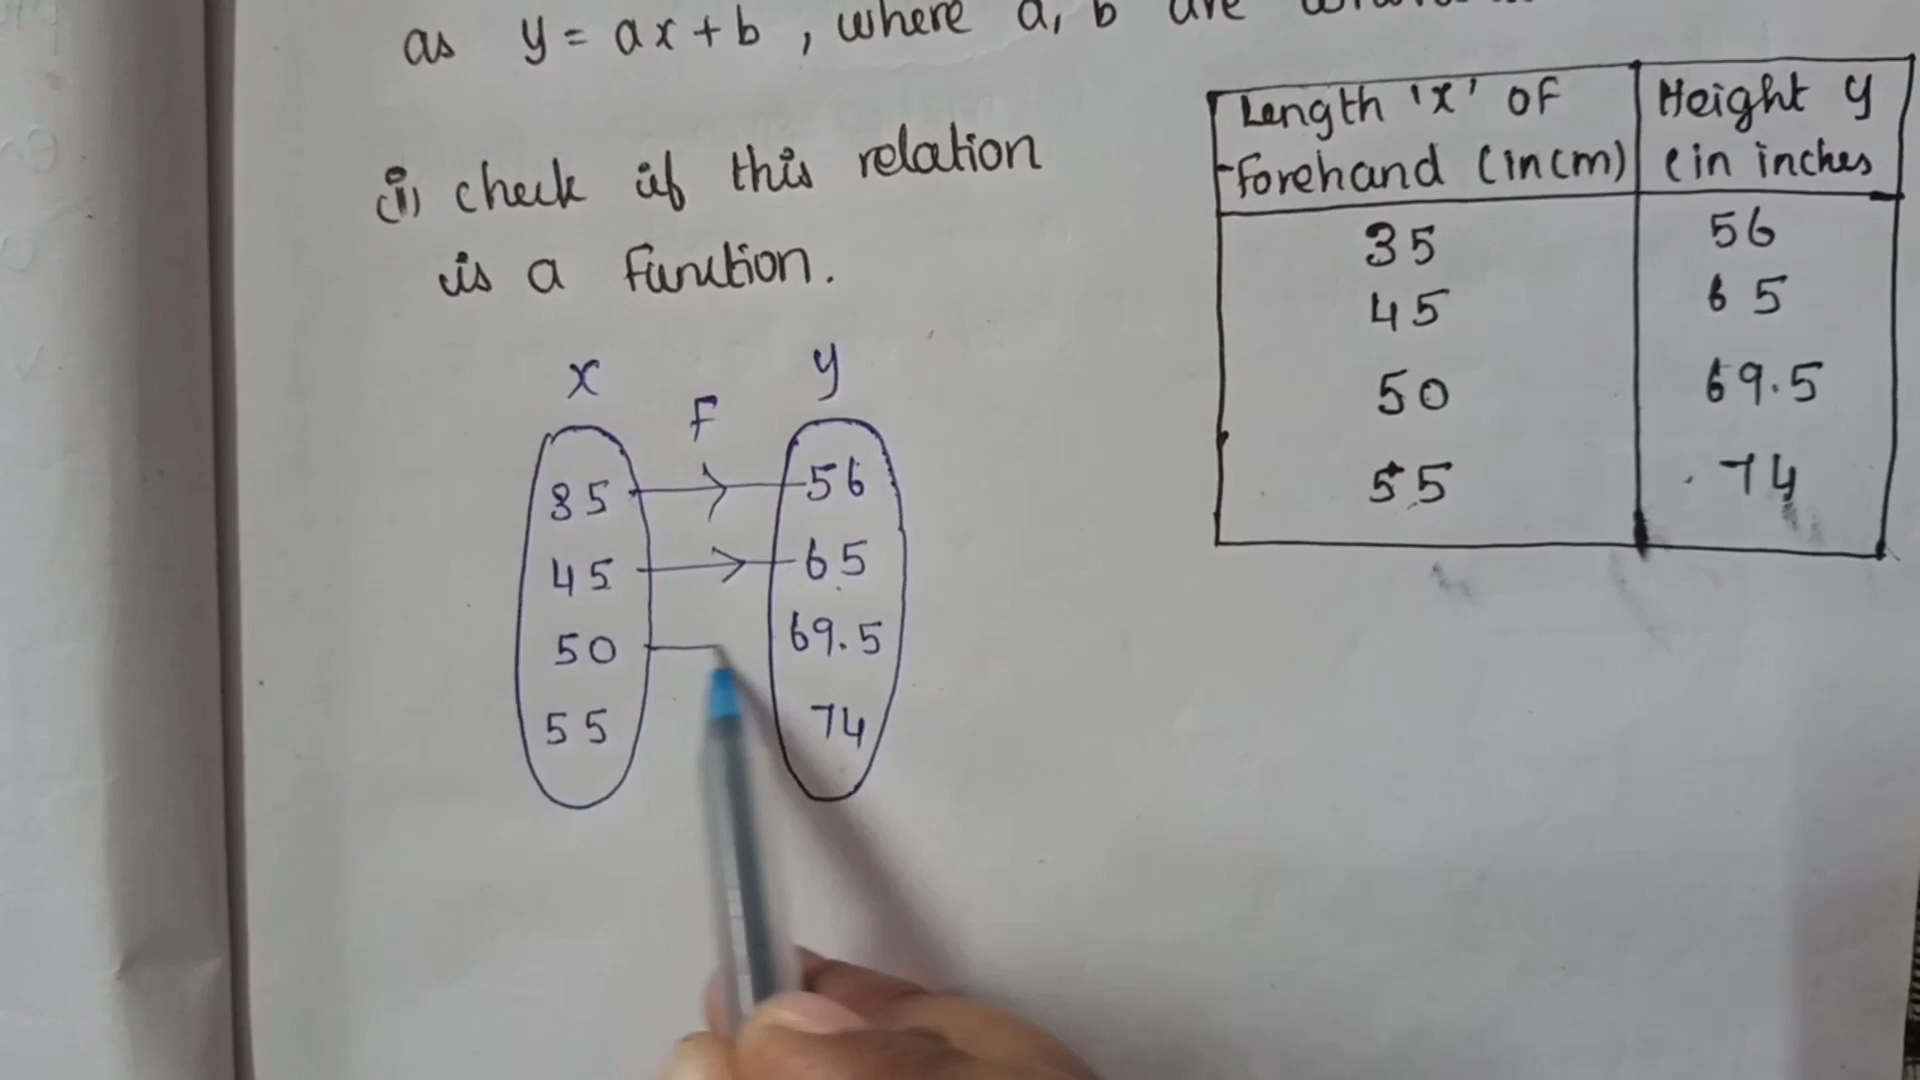 as y = ax + b , where a, b are
(i) check if this relation
is a Function.
Length 'x' OF
Forehand (in cm)
Height y
(in inches
35 56
45 65
50 69.5
55 74
x F y
35 56
45 65
50 69.5
55 74